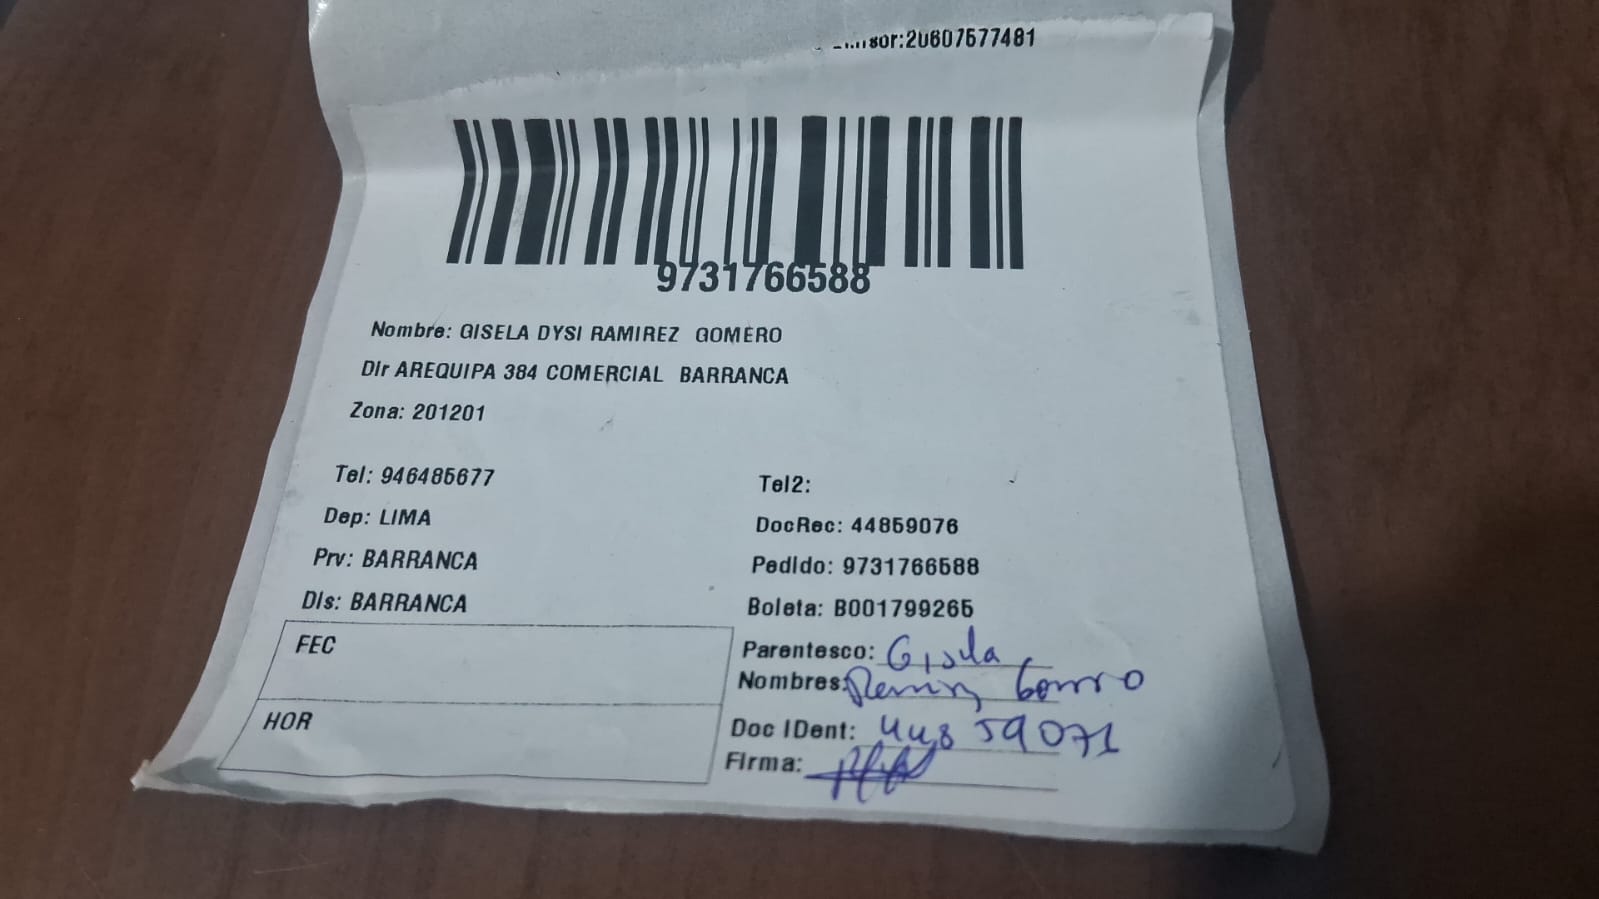 sor:20607577481
9731766588
Nombre: GISELA DYSI RAMIREZ GOMERO
Dir AREQUIPA 384 COMERCIAL BARRANCA
Zona: 201201
Tel: 946485677
Tel2:
Dep: LIMA
DocRec: 44859076
Prv: BARRANCA
Pedido: 9731766588
Dis: BARRANCA
Boleta: B001799265
FEC
Parentesco: Gisela
Nombres:
HOR
Doc IDent: 44859071
Firma: